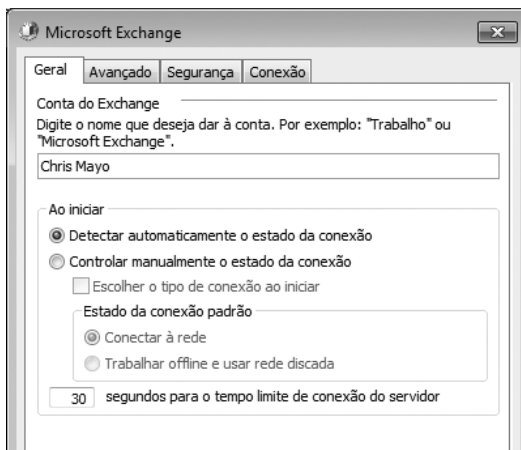 Microsoft Exchange
Geral Avançado Segurança Conexão
Conta do Exchange
Digite o nome que deseja dar à conta. Por exemplo: "Trabalho" ou
"Microsoft Exchange".
Chris Mayo
Ao iniciar
Detectar automaticamente o estado da conexão
Controlar manualmente o estado da conexão
Escolher o tipo de conexão ao iniciar
Estado da conexão padrão
Conectar à rede
Trabalhar offline e usar rede discada
30 segundos para o tempo limite de conexão do servidor